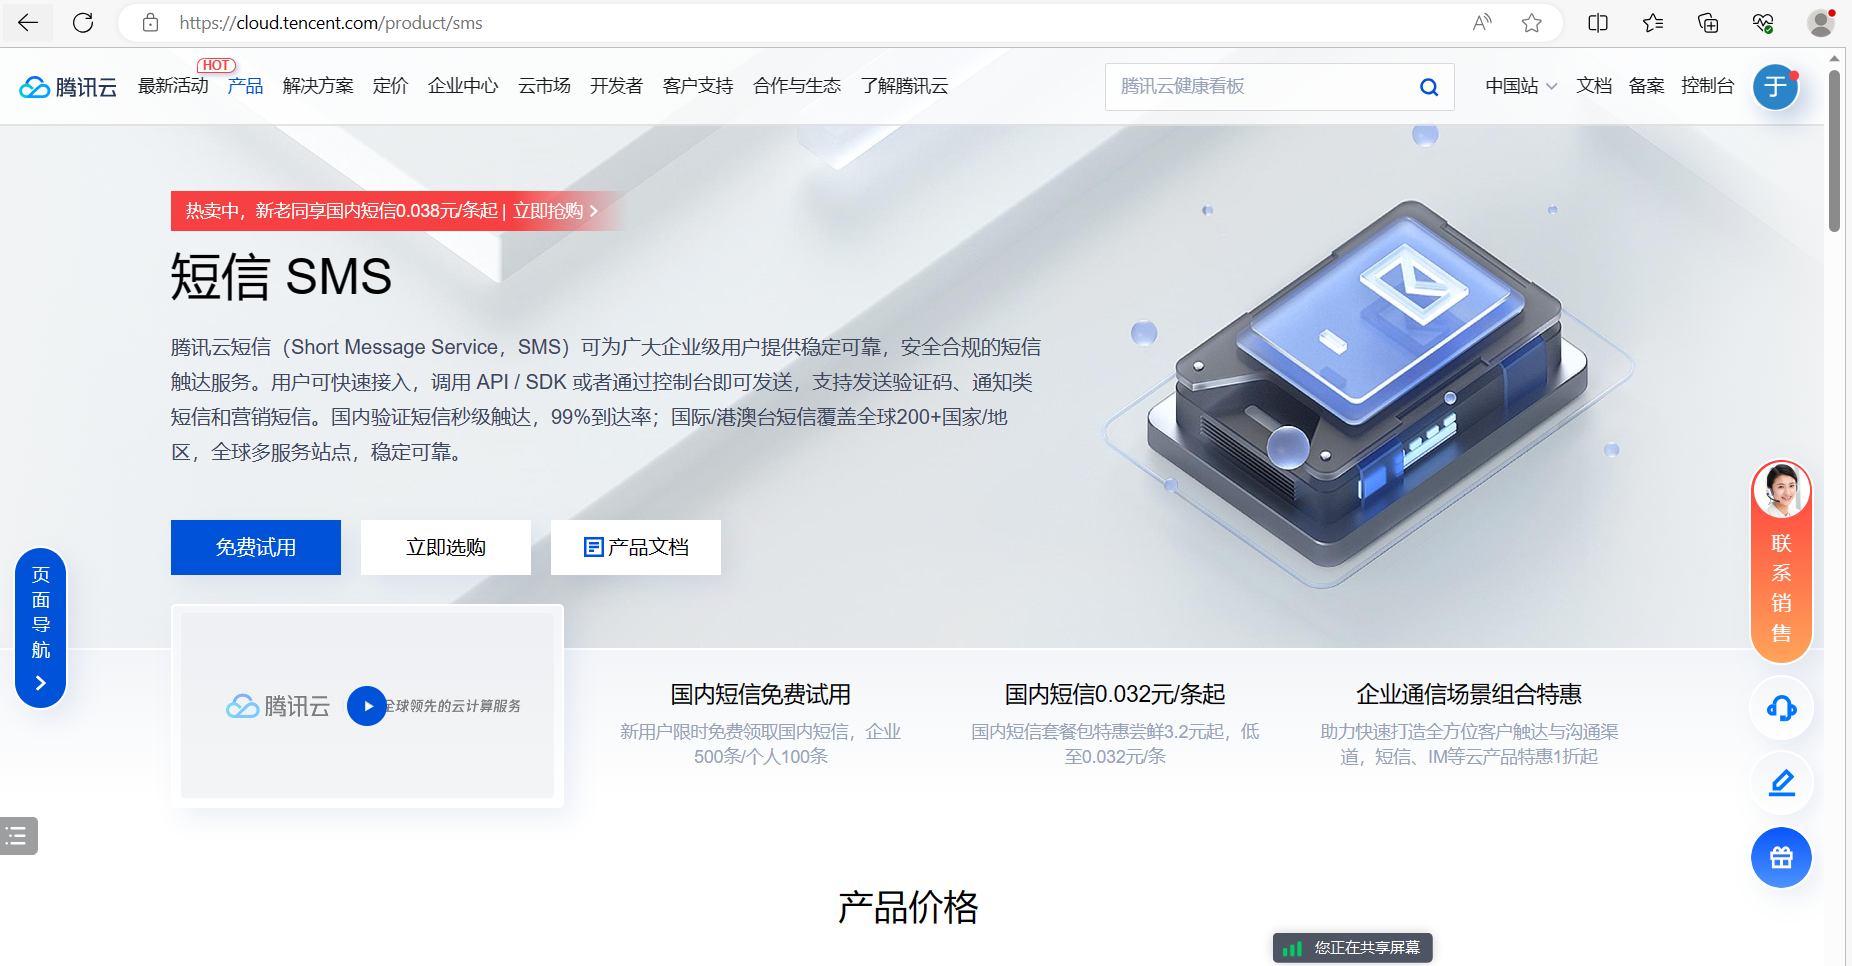 https://cloud.tencent.com/product/sms
腾讯云 最新活动 HOT 产品 解决方案 定价 企业中心 云市场 开发者 客户支持 合作与生态 了解腾讯云 腾讯云健康看板 中国站 文档 备案 控制台 于
热卖中，新老同享国内短信0.038元/条起 | 立即抢购
短信 SMS
腾讯云短信（Short Message Service，SMS）可为广大企业级用户提供稳定可靠，安全合规的短信
触达服务。用户可快速接入，调用 API / SDK 或者通过控制台即可发送，支持发送验证码、通知类
短信和营销短信。国内验证短信秒级触达，99%到达率；国际/港澳台短信覆盖全球200+国家/地
区，全球多服务站点，稳定可靠。
免费试用 立即选购 产品文档
页面导航
联系销售
腾讯云 全球领先的云计算服务
国内短信免费试用
新用户限时免费领取国内短信，企业
500条/个人100条
国内短信0.032元/条起
国内短信套餐包特惠尝鲜3.2元起，低
至0.032元/条
企业通信场景组合特惠
助力快速打造全方位客户触达与沟通渠
道，短信、IM等云产品特惠1折起
产品价格
您正在共享屏幕